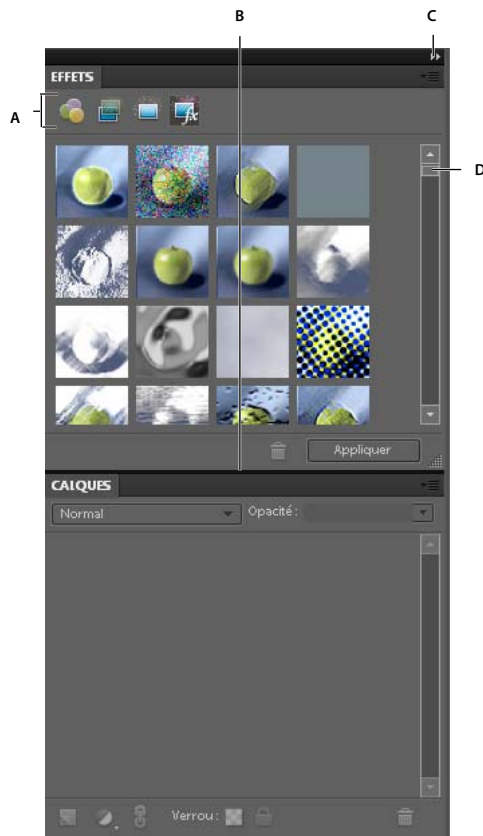 B C
EFFETS
A
D
Appliquer
CALQUES
Normal Opacité :
Verrou :